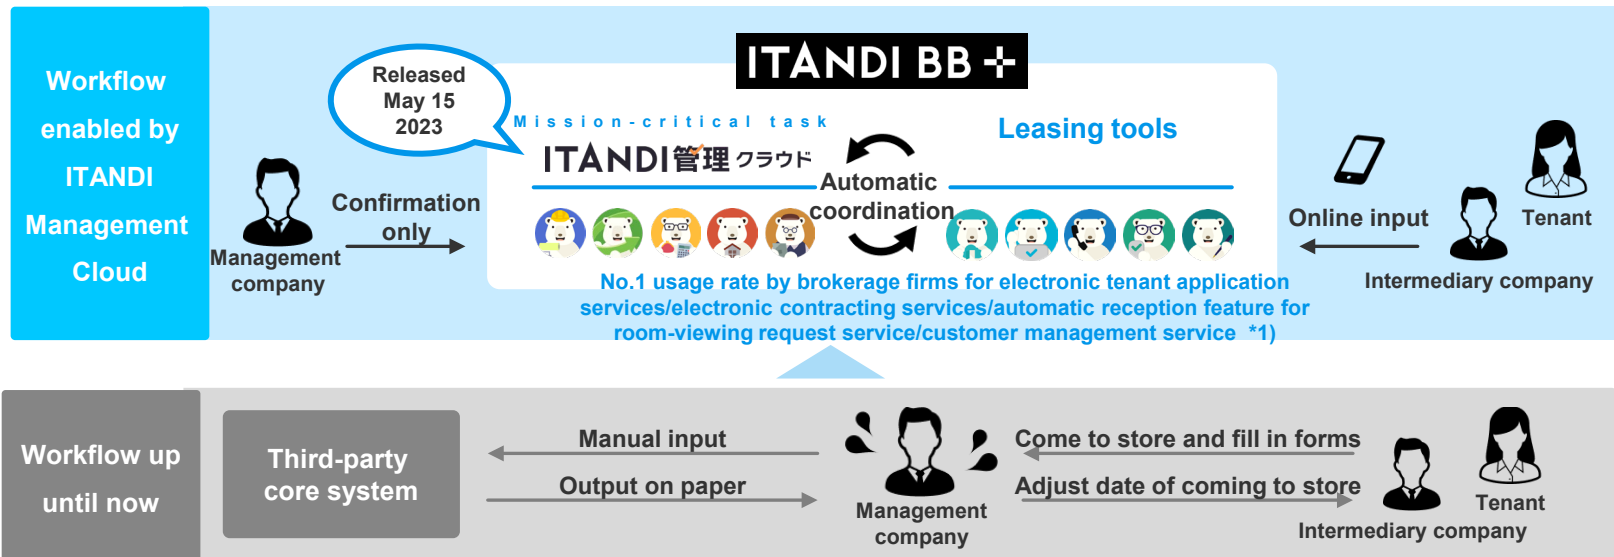 Workflow
enabled by
ITANDI
Management
Cloud
Released
May 15
2023
ITANDI BB
Mission-critical task
ITANDI管理クラウド
Leasing tools
Automatic
coordination
Confirmation
only
Management
company
Online input
Tenant
Intermediary company
No.1 usage rate by brokerage firms for electronic tenant application
services/electronic contracting services/automatic reception feature for
room-viewing request service/customer management service *1)
Workflow up
until now
Third-party
core system
Manual input
Output on paper
Management
company
Come to store and fill in forms
Adjust date of coming to store
Tenant
Intermediary company